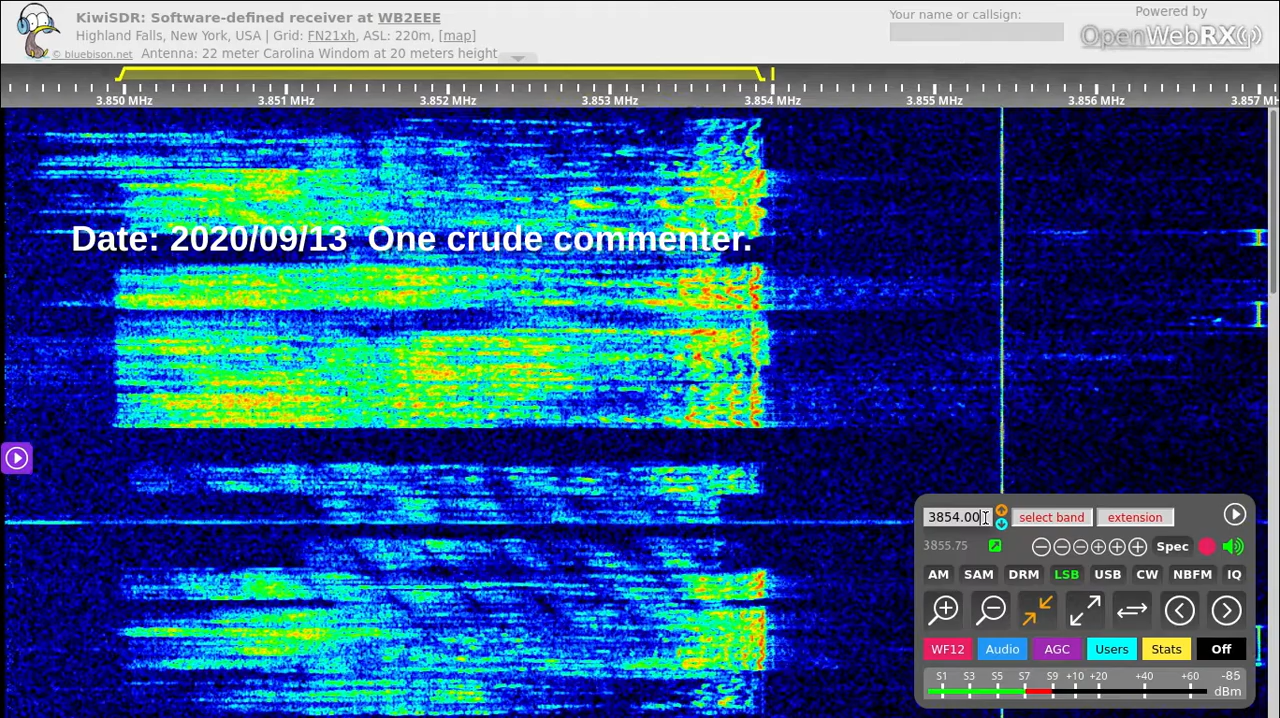 KiwiSDR: Software-defined receiver at WB2EEE
Highland Falls, New York, USA | Grid: FN21xh, ASL: 220m, [map]
© bluebison.net Antenna: 22 meter Carolina Windom at 20 meters height
Your name or callsign:
Powered by
OpenWebRX
3.850 MHz 3.851 MHz 3.852 MHz 3.853 MHz 3.854 MHz 3.855 MHz 3.856 MHz 3.857 M
Date: 2020/09/13 One crude commenter.
3854.00 select band extension
3855.75 Spec
AM SAM DRM LSB USB CW NBFM IQ
WF12 Audio AGC Users Stats Off
S1 S3 S5 S7 S9 +10 +20 +40 +60 -85
dBm